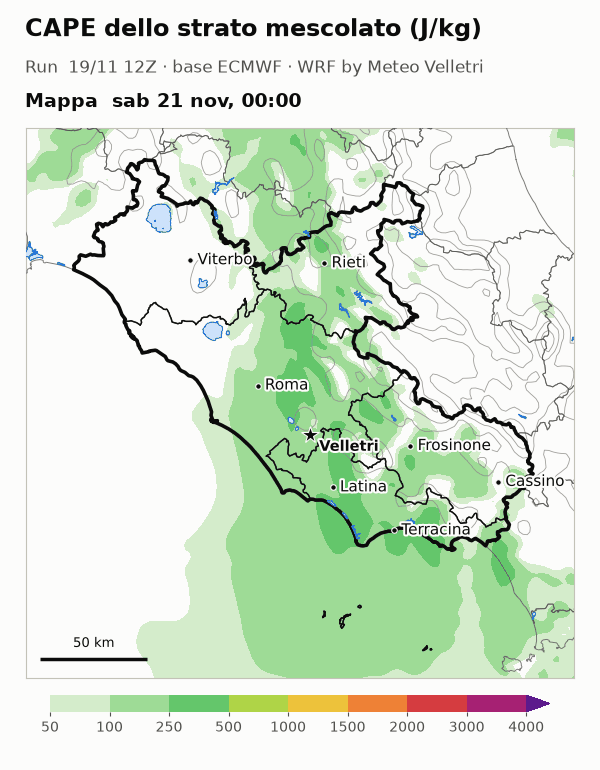 CAPE dello strato mescolato (J/kg)
Run  19/11 12Z · base ECMWF · WRF by Meteo Velletri
Mappa  sab 21 nov, 00:00
Viterbo
Rieti
Roma
Velletri
Frosinone
Cassino
Latina
Terracina
50 km
50 100 250 500 1000 1500 2000 3000 4000